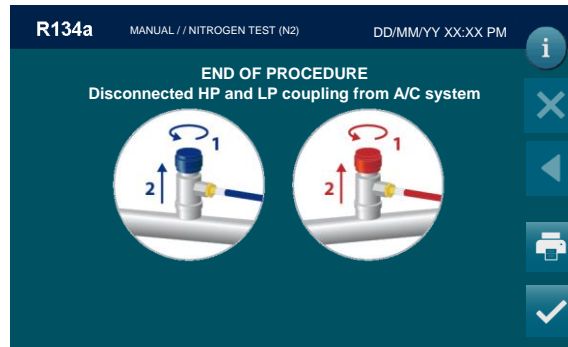 R134a MANUAL / / NITROGEN TEST (N2) DD/MM/YY XX:XX PM
i
END OF PROCEDURE
Disconnected HP and LP coupling from A/C system
1 1
2 2